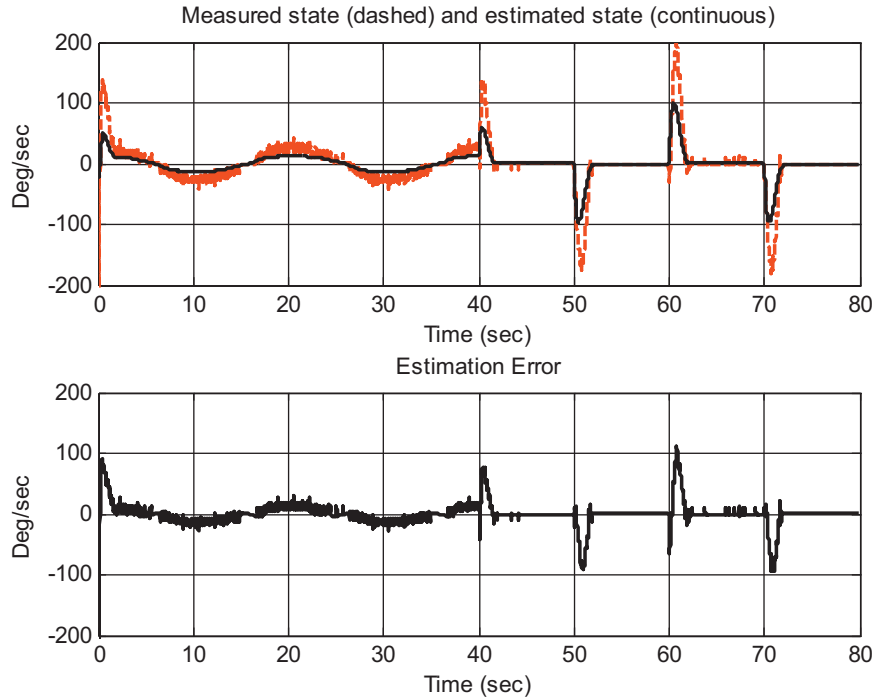 Measured state (dashed) and estimated state (continuous)
200
100
0
-100
-200
Deg/sec
0 10 20 30 40 50 60 70 80
Time (sec)
Estimation Error
200
100
0
-100
-200
Deg/sec
0 10 20 30 40 50 60 70 80
Time (sec)